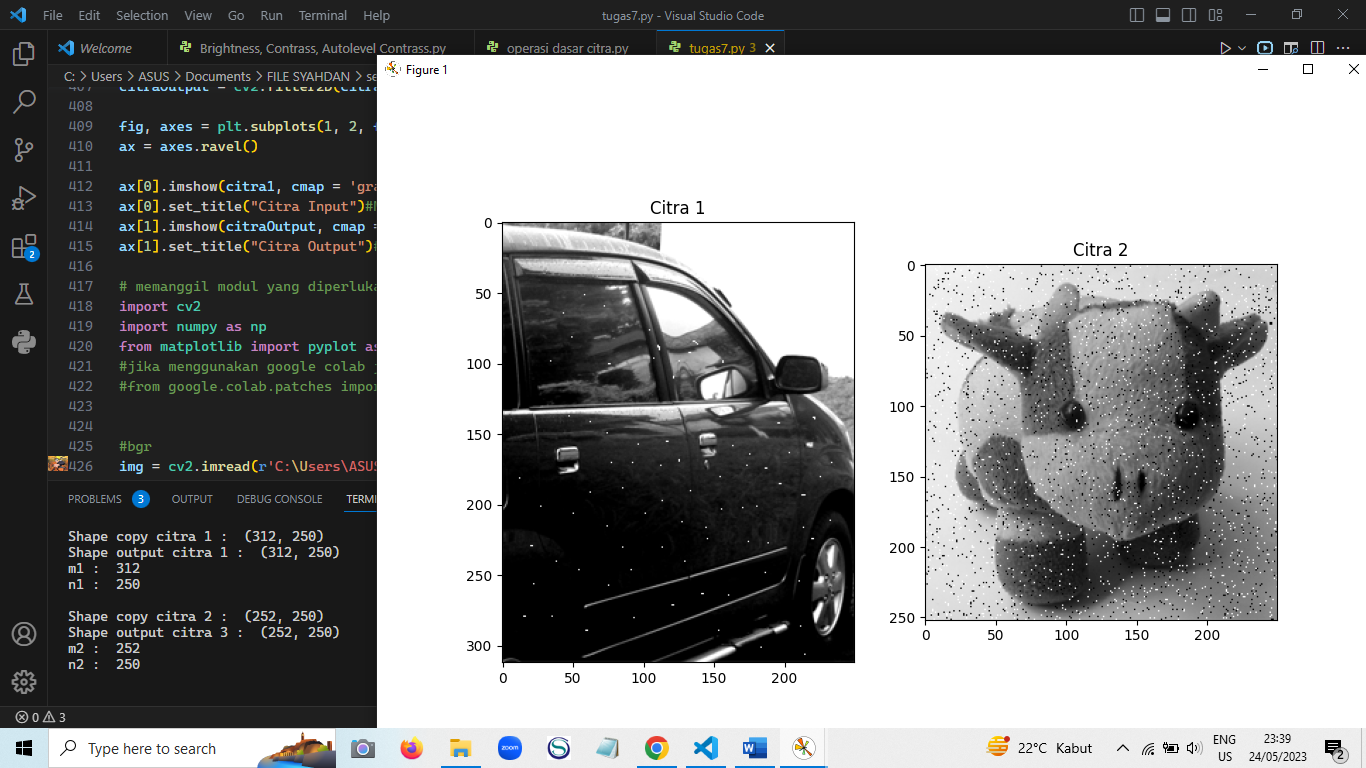 File Edit Selection View Go Run Terminal Help
tugas7.py - Visual Studio Code
Welcome
Brightness, Contrass, Autolevel Contrass.py
operasi dasar citra.py
tugas7.py 3
C: > Users > ASUS > Documents > FILE SYAHDAN > se
Figure 1
408
409 fig, axes = plt.subplots(1, 2,
410 ax = axes.ravel()
411
412 ax[0].imshow(citra1, cmap = 'gra
413 ax[0].set_title("Citra Input")#
414 ax[1].imshow(citraOutput, cmap =
415 ax[1].set_title("Citra Output")
416
417 # memanggil modul yang diperluka
418 import cv2
419 import numpy as np
420 from matplotlib import pyplot as
421 #jika menggunakan google colab
422 #from google.colab.patches impor
423
424
425 #bgr
426 img = cv2.imread(r'C:\Users\ASUS
2
PROBLEMS 3 OUTPUT DEBUG CONSOLE TERM
Shape copy citra 1 : (312, 250)
Shape output citra 1 : (312, 250)
m1 : 312
n1 : 250
Shape copy citra 2 : (252, 250)
Shape output citra 3 : (252, 250)
m2 : 252
n2 : 250
0 3
Citra 1
0
50
100
150
200
250
300
0 50 100 150 200
Citra 2
0
50
100
150
200
250
0 50 100 150 200
Type here to search
zoom
22°C Kabut
ENG
US
23:39
24/05/2023
2